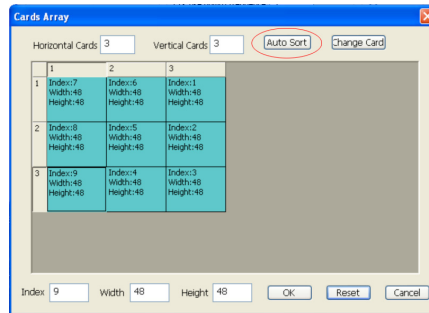 Cards Array
Horizontal Cards 3 Vertical Cards 3 Auto Sort Change Card
1 2 3
1 Index:7 Index:6 Index:1
Width:48 Width:48 Width:48
Height:48 Height:48 Height:48
2 Index:8 Index:5 Index:2
Width:48 Width:48 Width:48
Height:48 Height:48 Height:48
3 Index:9 Index:4 Index:3
Width:48 Width:48 Width:48
Height:48 Height:48 Height:48
Index 9 Width 48 Height 48 OK Reset Cancel